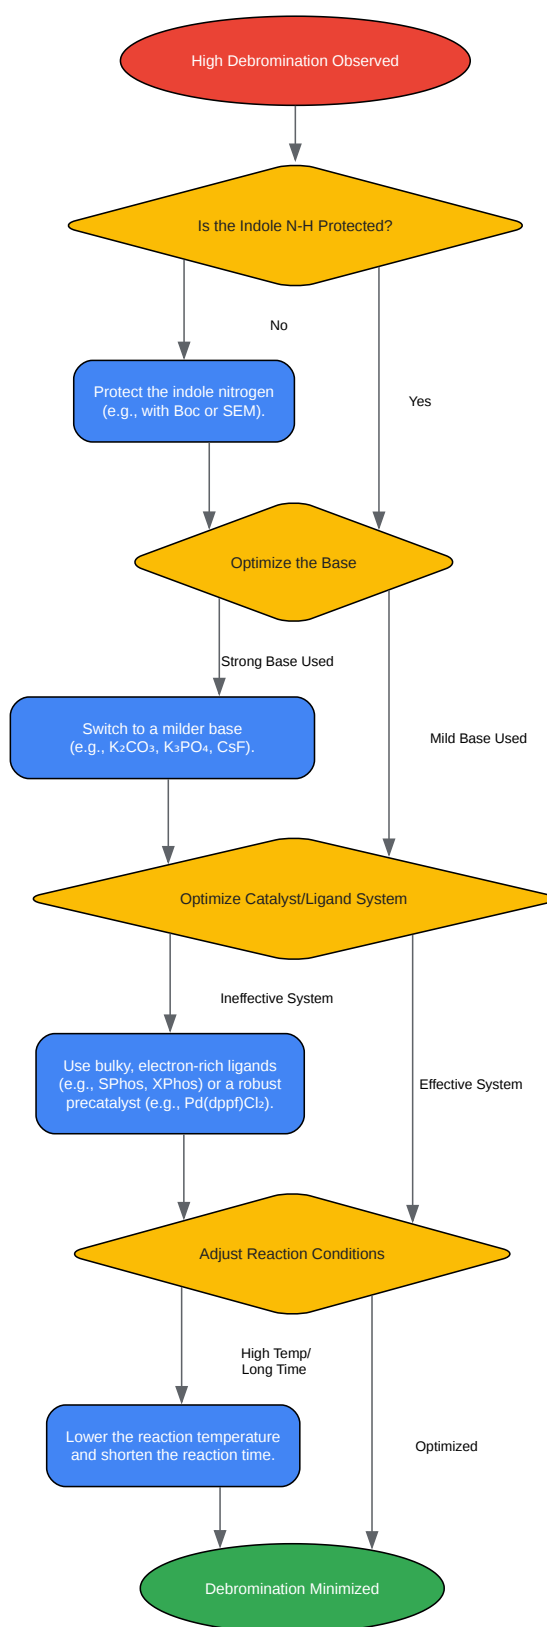 High Debromination Observed
Is the Indole N-H Protected?
No
Protect the indole nitrogen
(e.g., with Boc or SEM).
Yes
Optimize the Base
Strong Base Used
Switch to a milder base
(e.g., K₂CO₃, K₃PO₄, CsF).
Mild Base Used
Optimize Catalyst/Ligand System
Ineffective System
Use bulky, electron-rich ligands
(e.g., SPhos, XPhos) or a robust
precatalyst (e.g., Pd(dppf)Cl₂).
Effective System
Adjust Reaction Conditions
High Temp/
Long Time
Lower the reaction temperature
and shorten the reaction time.
Optimized
Debromination Minimized